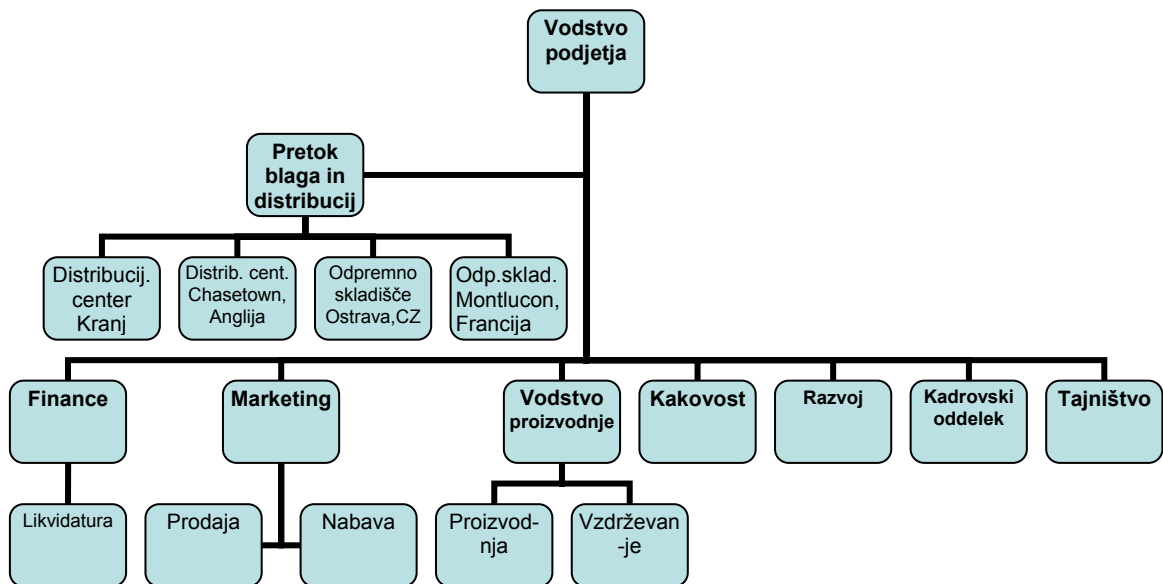 Vodstvo
podjetja
Pretok
blaga in
distribucij
Distribucij.
center
Kranj
Distrib. cent.
Chasetown,
Anglija
Odpremno
skladišče
Ostrava,CZ
Odp.sklad.
Montlucon,
Francija
Finance
Marketing
Vodstvo
proizvodnje
Kakovost
Razvoj
Kadrovski
oddelek
Tajništvo
Likvidatura
Prodaja
Nabava
Proizvod-
nja
Vzdrževan
-je